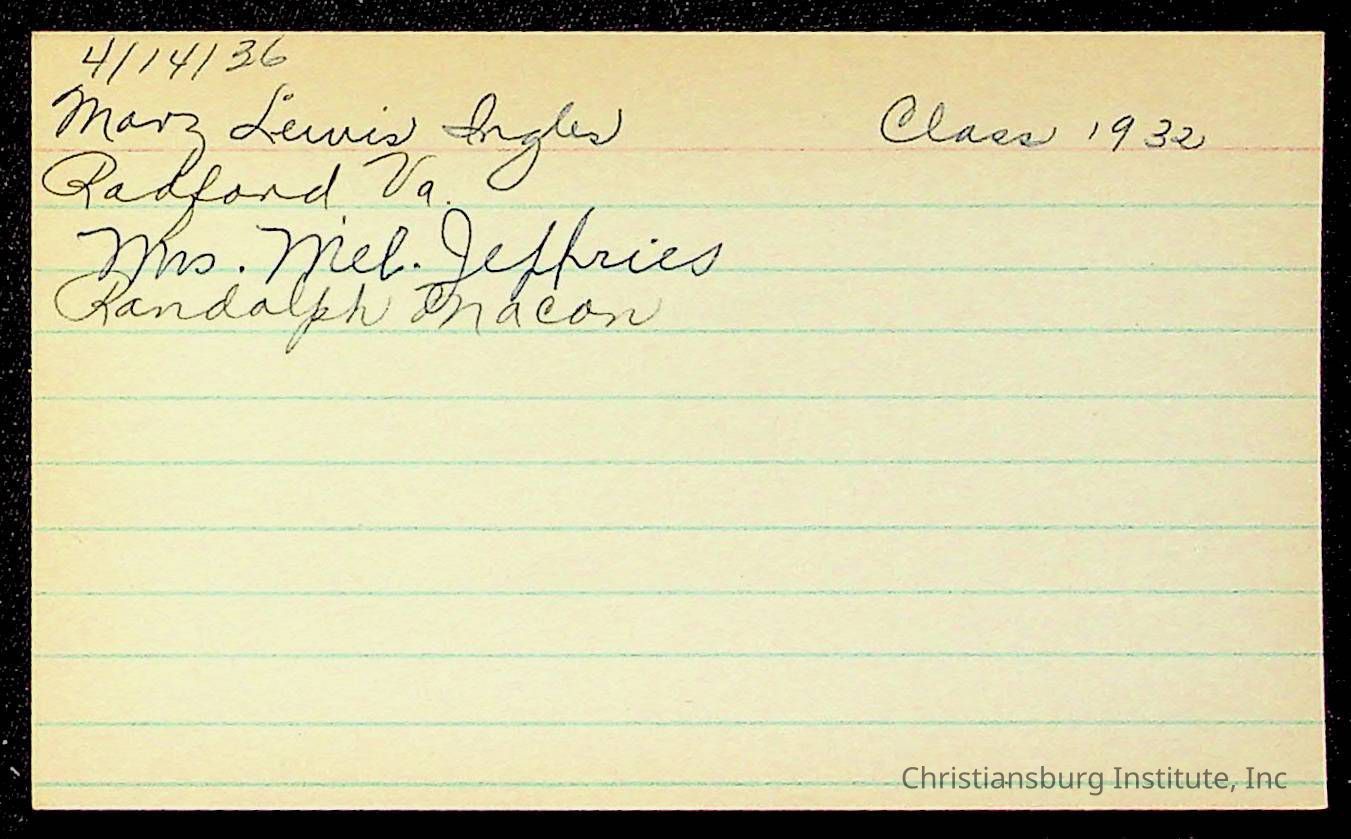 4/14/36
Mary Lewis Ingles Class 1932
Radford Va.
Mrs. Mel. Jeffries
Randolph Macon
Christiansburg Institute, Inc